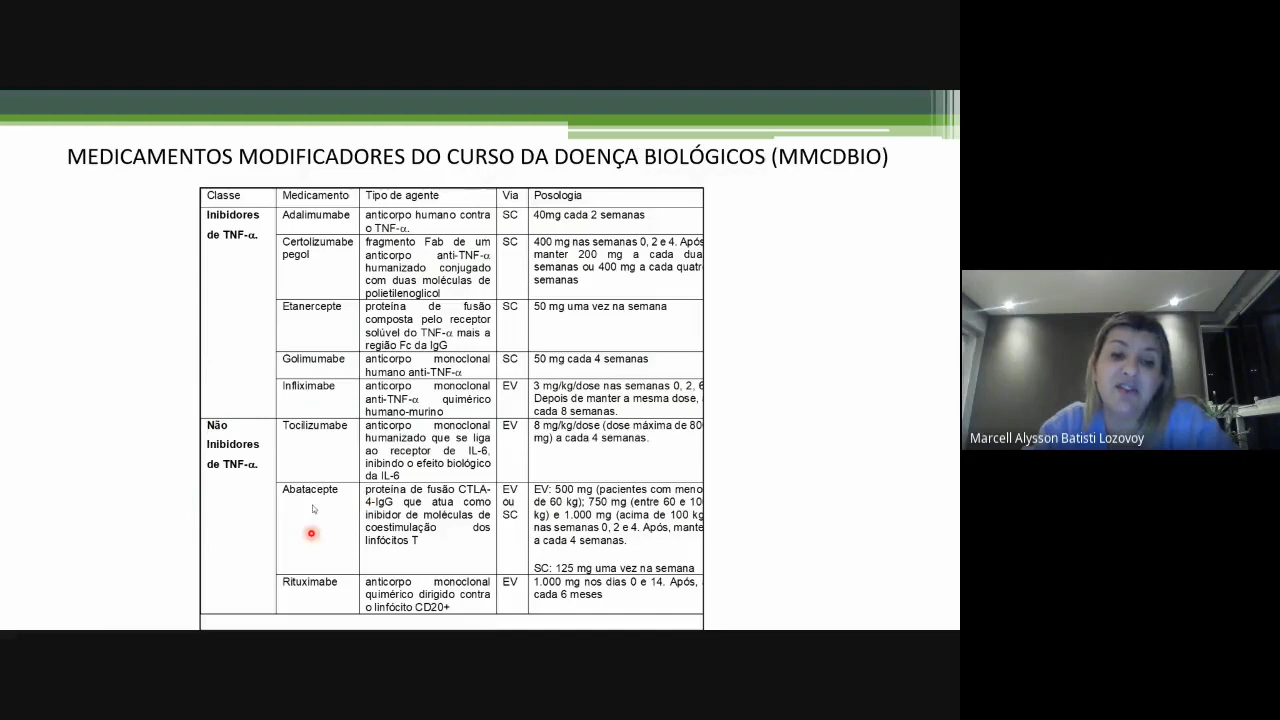 MEDICAMENTOS MODIFICADORES DO CURSO DA DOENÇA BIOLÓGICOS (MMCDBIO)
Classe Medicamento Tipo de agente Via Posologia
Inibidores
de TNF-α.
Adalimumabe
anticorpo humano contra
o TNF-α.
SC
40mg cada 2 semanas
Certolizumabe
pegol
fragmento Fab de um
anticorpo anti-TNF-α
humanizado conjugado
com duas moléculas de
polietilenoglicol
SC
400 mg nas semanas 0, 2 e 4. Após
manter 200 mg a cada dua
semanas ou 400 mg a cada quatr
semanas
Etanercepte
proteína de fusão
composta pelo receptor
solúvel do TNF-α mais a
região Fc da IgG
SC
50 mg uma vez na semana
Golimumabe
anticorpo monoclonal
humano anti-TNF-α
SC
50 mg cada 4 semanas
Infliximabe
anticorpo monoclonal
anti-TNF-α quimérico
humano-murino
EV
3 mg/kg/dose nas semanas 0, 2, 6
Depois de manter a mesma dose,
cada 8 semanas.
Não
Inibidores
de TNF-α.
Tocilizumabe
anticorpo monoclonal
humanizado que se liga
ao receptor de IL-6,
inibindo o efeito biológico
da IL-6
EV
8 mg/kg/dose (dose máxima de 80
mg) a cada 4 semanas.
Abatacepte
proteína de fusão CTLA-
4-IgG que atua como
inibidor de moléculas de
coestimulação dos
linfócitos T
EV
ou
SC
EV: 500 mg (pacientes com meno
de 60 kg); 750 mg (entre 60 e 10
kg) e 1.000 mg (acima de 100 kg
nas semanas 0, 2 e 4. Após, mante
a cada 4 semanas.
SC: 125 mg uma vez na semana
Rituximabe
anticorpo monoclonal
quimérico dirigido contra
o linfócito CD20+
EV
1.000 mg nos dias 0 e 14. Após,
cada 6 meses
Marcell Alysson Batisti Lozovoy